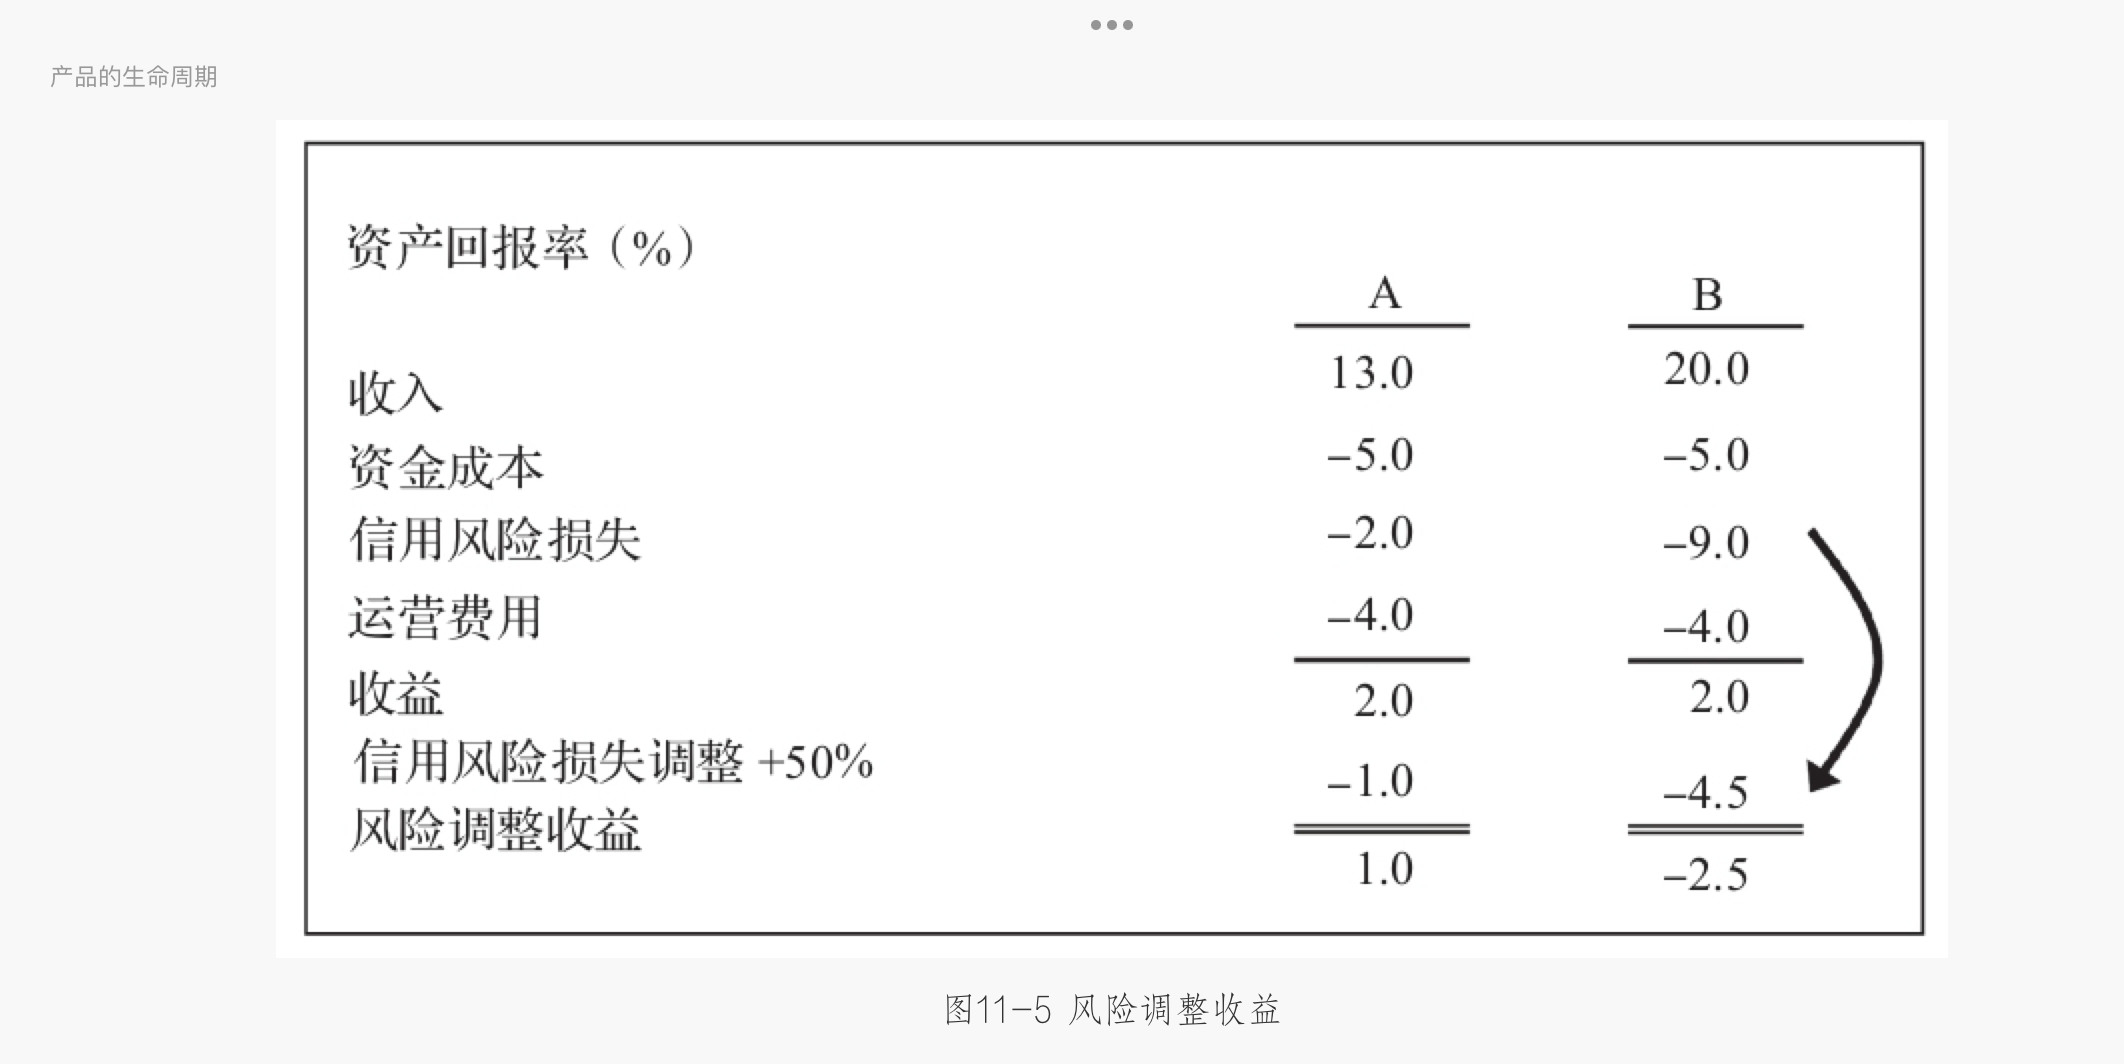 产品的生命周期
资产回报率（%）
A B
收入 13.0 20.0
资金成本 –5.0 –5.0
信用风险损失 –2.0 –9.0
运营费用 –4.0 –4.0
收益 2.0 2.0
信用风险损失调整 +50% –1.0 –4.5
风险调整收益 1.0 –2.5
图11–5 风险调整收益